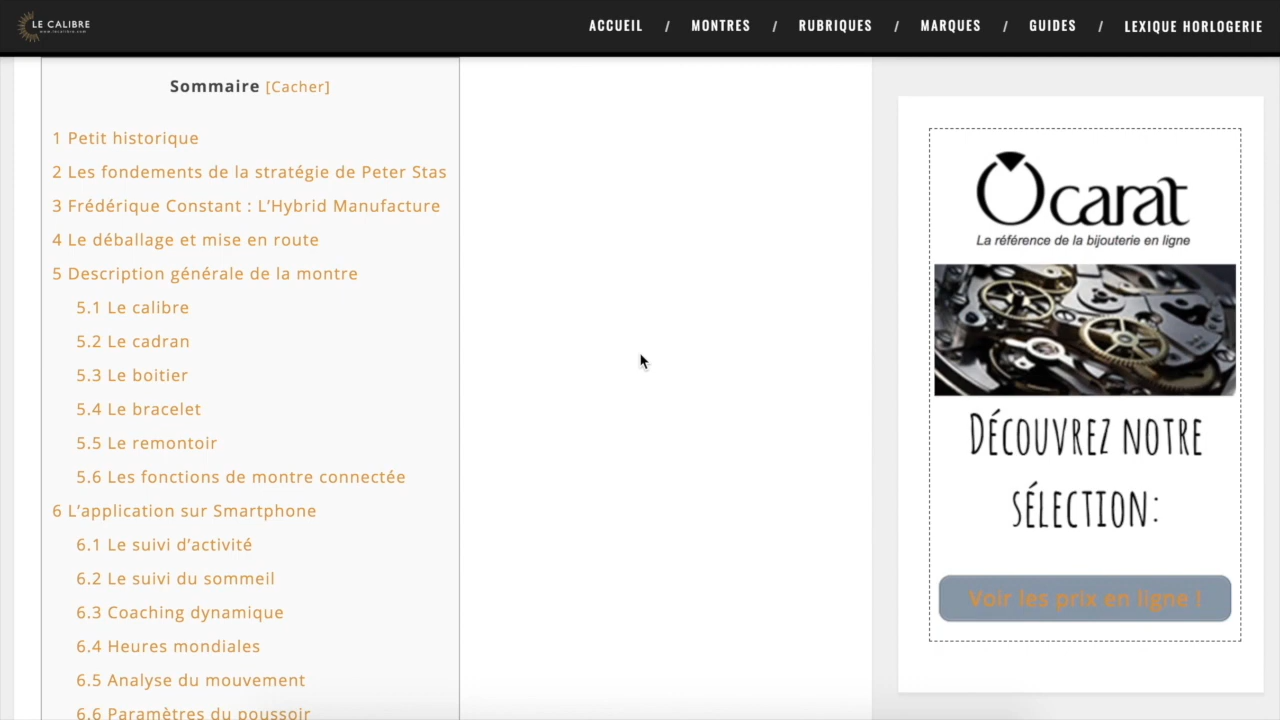 LE CALIBRE
www.lecalibre.com
ACCUEIL / MONTRES / RUBRIQUES / MARQUES / GUIDES / LEXIQUE HORLOGERIE
Sommaire [Cacher]
1 Petit historique
2 Les fondements de la stratégie de Peter Stas
3 Frédérique Constant : L’Hybrid Manufacture
4 Le déballage et mise en route
5 Description générale de la montre
5.1 Le calibre
5.2 Le cadran
5.3 Le boitier
5.4 Le bracelet
5.5 Le remontoir
5.6 Les fonctions de montre connectée
6 L’application sur Smartphone
6.1 Le suivi d’activité
6.2 Le suivi du sommeil
6.3 Coaching dynamique
6.4 Heures mondiales
6.5 Analyse du mouvement
6.6 Paramètres du poussoir
Ocarat
La référence de la bijouterie en ligne
DÉCOUVREZ NOTRE
SÉLECTION:
Voir les prix en ligne !